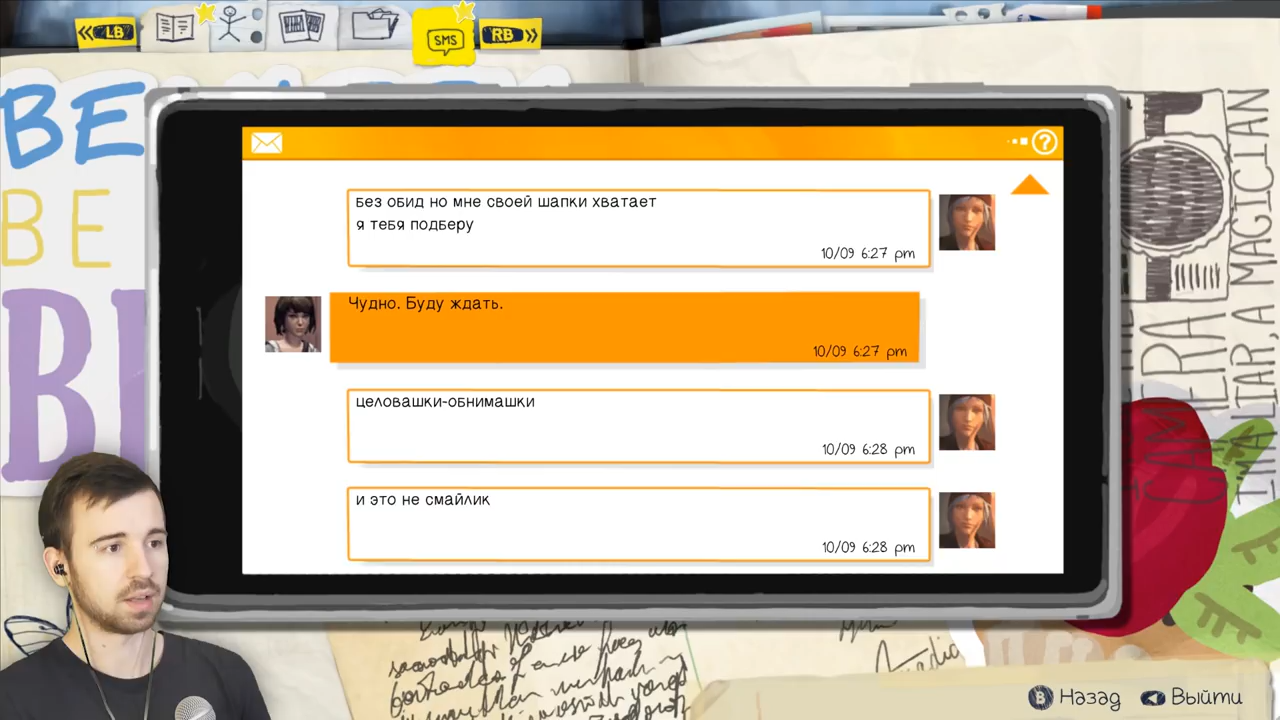 LB
SMS
RB
BE
BE
без обид но мне своей шапки хватает
я тебя подберу
10/09 6:27 pm
Чудно. Буду ждать.
10/09 6:27 pm
целовашки-обнимашки
10/09 6:28 pm
и это не смайлик
10/09 6:28 pm
CAMERA
LIAR, A MAGICIAN
B Назад
Выйти